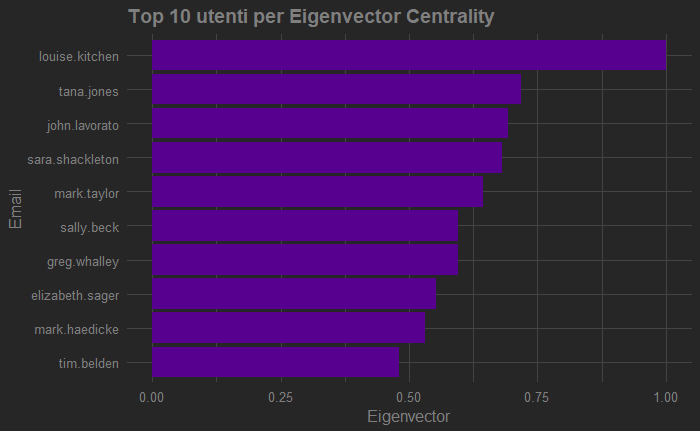 Top 10 utenti per Eigenvector Centrality
Email
louise.kitchen
tana.jones
john.lavorato
sara.shackleton
mark.taylor
sally.beck
greg.whalley
elizabeth.sager
mark.haedicke
tim.belden
0.00 0.25 0.50 0.75 1.00
Eigenvector